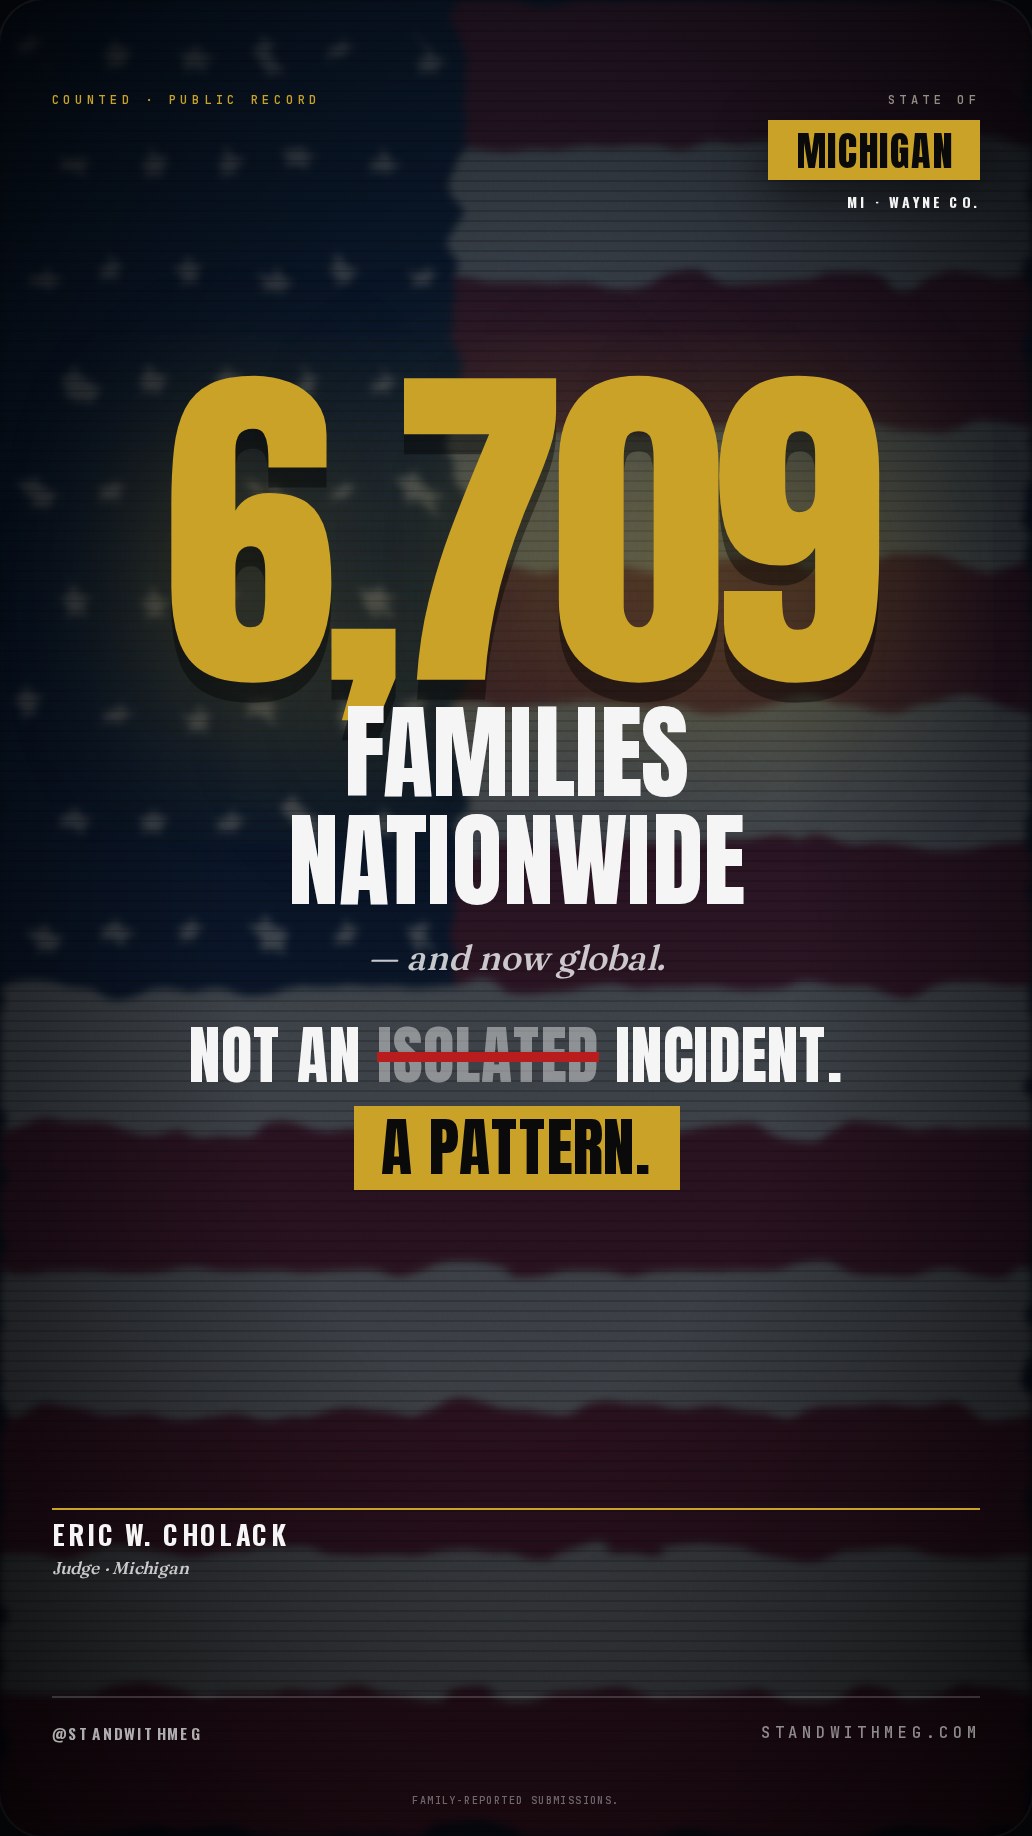 COUNTED · PUBLIC RECORD
STATE OF
MICHIGAN
MI · WAYNE CO.
6,709
FAMILIES
NATIONWIDE
— and now global.
NOT AN ISOLATED INCIDENT.
A PATTERN.
ERIC W. CHOLACK
Judge · Michigan
@STANDWITHMEG
STANDWITHMEG.COM
FAMILY-REPORTED SUBMISSIONS.